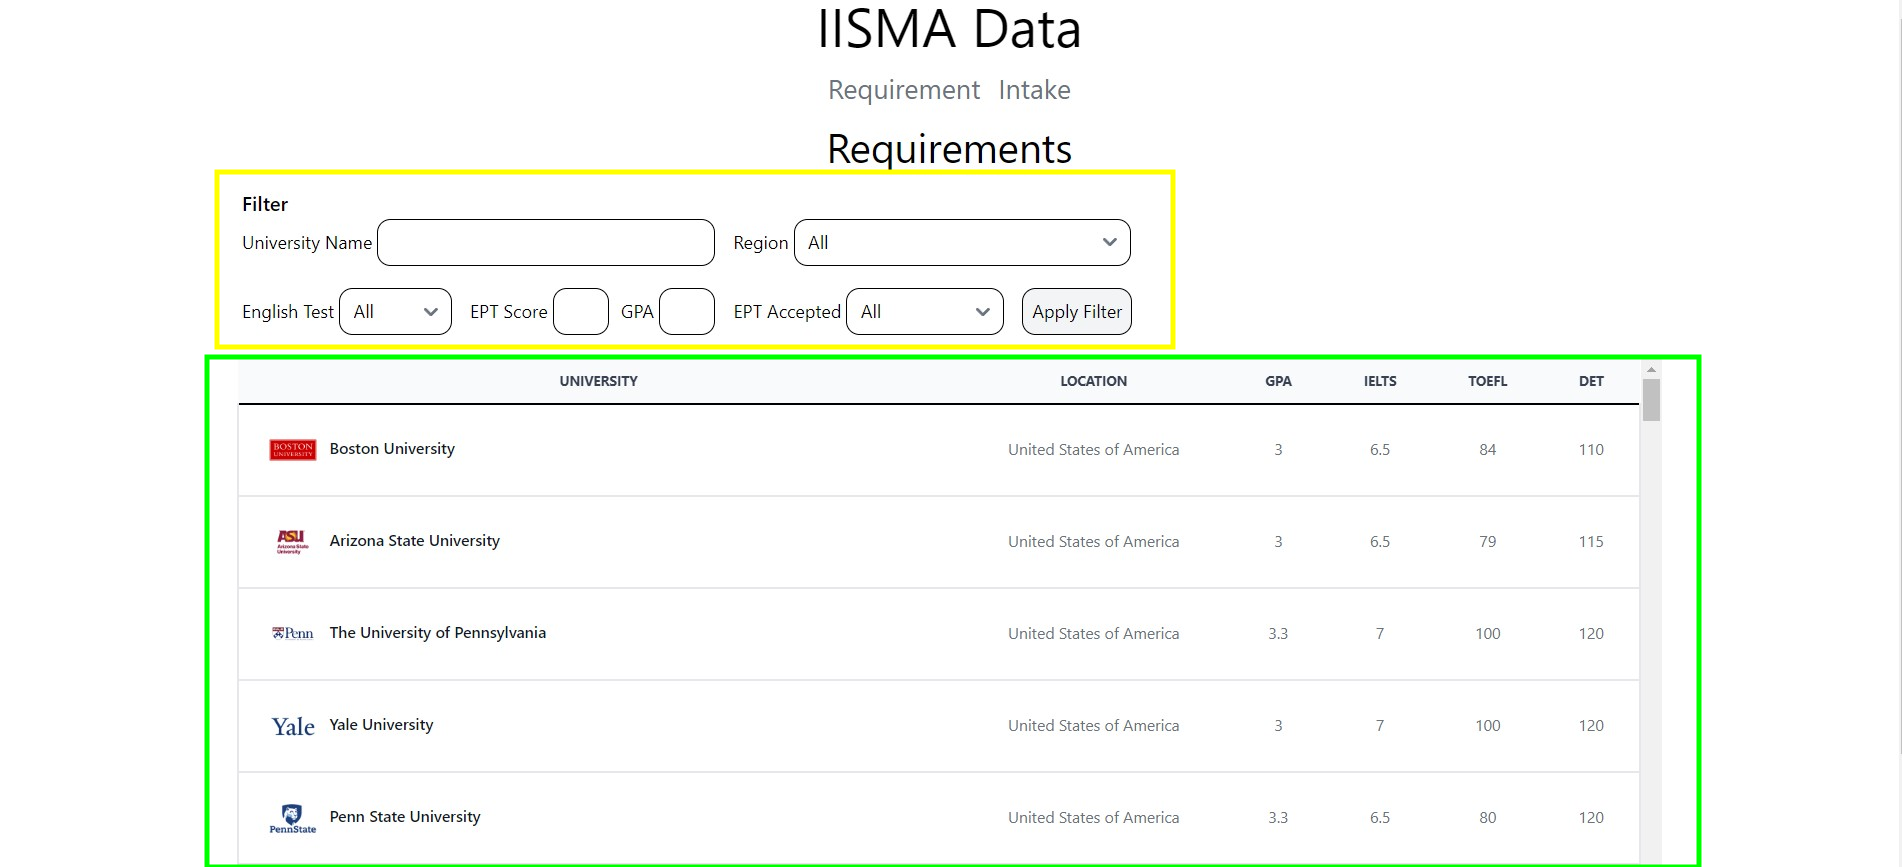 IISMA Data
Requirement Intake
Requirements
Filter
University Name
Region All
English Test All EPT Score GPA EPT Accepted All Apply Filter
UNIVERSITY LOCATION GPA IELTS TOEFL DET
BOSTON
UNIVERSITY
Boston University United States of America 3 6.5 84 110
ASU
Arizona State
University
Arizona State University United States of America 3 6.5 79 115
Penn
The University of Pennsylvania United States of America 3.3 7 100 120
Yale
Yale University United States of America 3 7 100 120
PennState
Penn State University United States of America 3.3 6.5 80 120